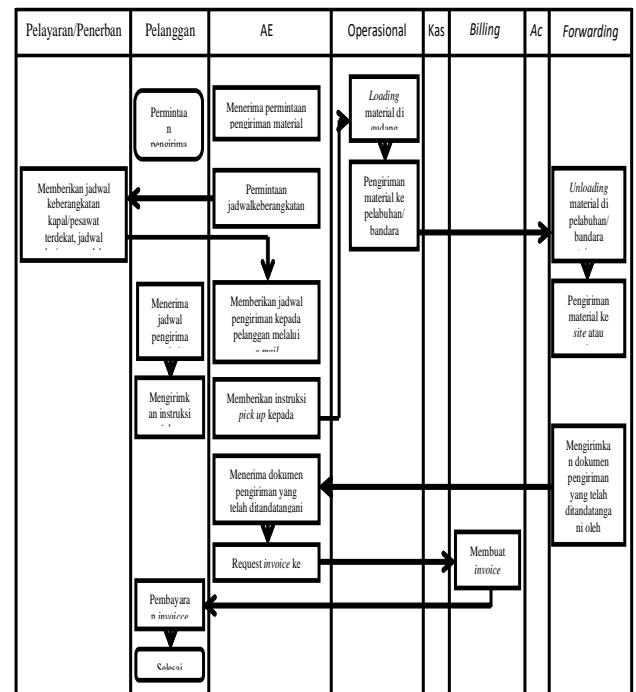 Pelayaran/Penerban
Pelanggan
AE
Operasional
Kas
Billing
Ac
Forwarding
Permintaa
n
Menerima permintaan
pengiriman material
Loading
material di
Memberikan jadwal
keberangkatan
kapal/pesawat
terdekat, jadwal
Permintaan
jadwalkeberangkatan
Pengiriman
material ke
pelabuhan/
bandara
Unloading
material di
pelabuhan/
bandara
Menerima
jadwal
pengirima
Memberikan jadwal
pengiriman kepada
pelanggan melalui
Pengiriman
material ke
site atau
Mengirimk
an instruksi
Memberikan instruksi
pick up kepada
Menerima dokumen
pengiriman yang
telah ditandatangani
Mengirimka
n dokumen
pengiriman
yang telah
ditandatanga
ni oleh
Request invoice ke
Membuat
invoice
Pembayara
n invoicce
Selesai